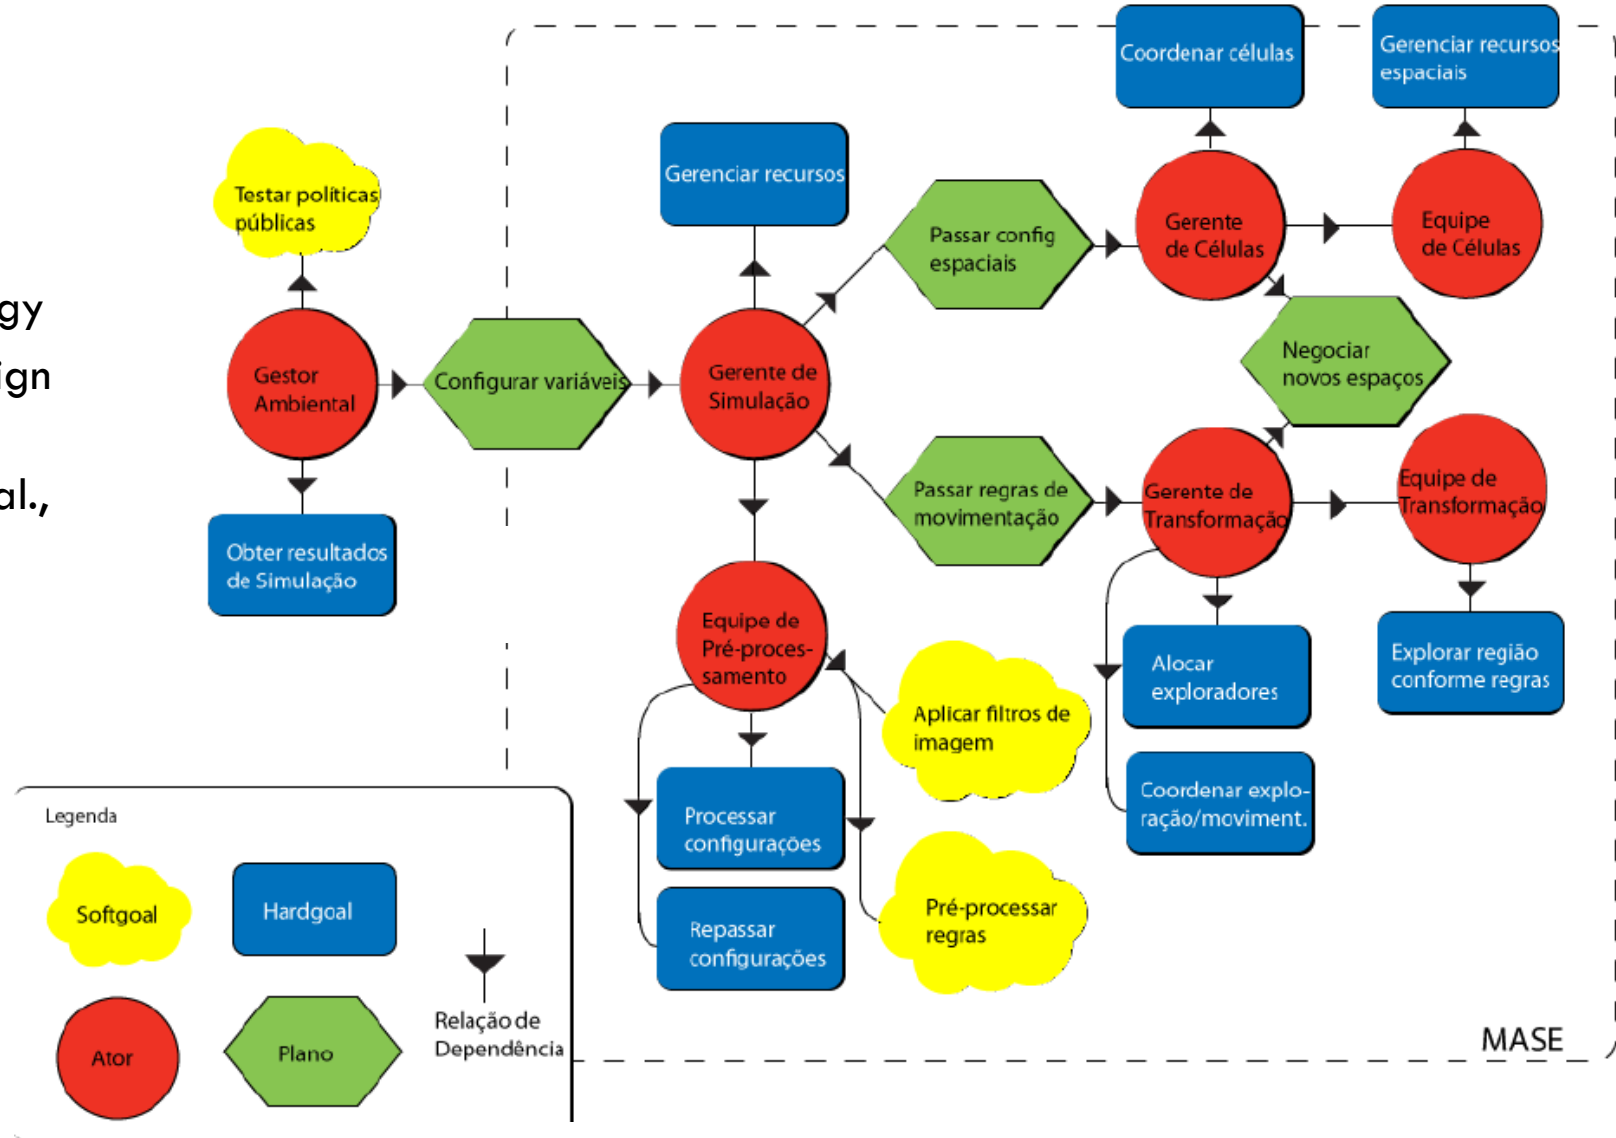 gy
ign
al.,
Testar políticas
públicas
Gestor
Ambiental
Obter resultados
de Simulação
Configurar variáveis
Gerenciar recursos
Gerente de
Simulação
Passar config
espaciais
Passar regras de
movimentação
Coordenar células
Gerenciar recursos
espaciais
Gerente
de Células
Equipe
de Células
Negociar
novos espaços
Gerente de
Transformação
Equipe de
Transformação
Alocar
exploradores
Coordenar explo-
ração/moviment.
Explorar região
conforme regras
Equipe de
Pré-proces-
samento
Aplicar filtros de
imagem
Processar
configurações
Repassar
configurações
Pré-processar
regras
MASE
Legenda
Softgoal
Hardgoal
Ator
Plano
Relação de
Dependência